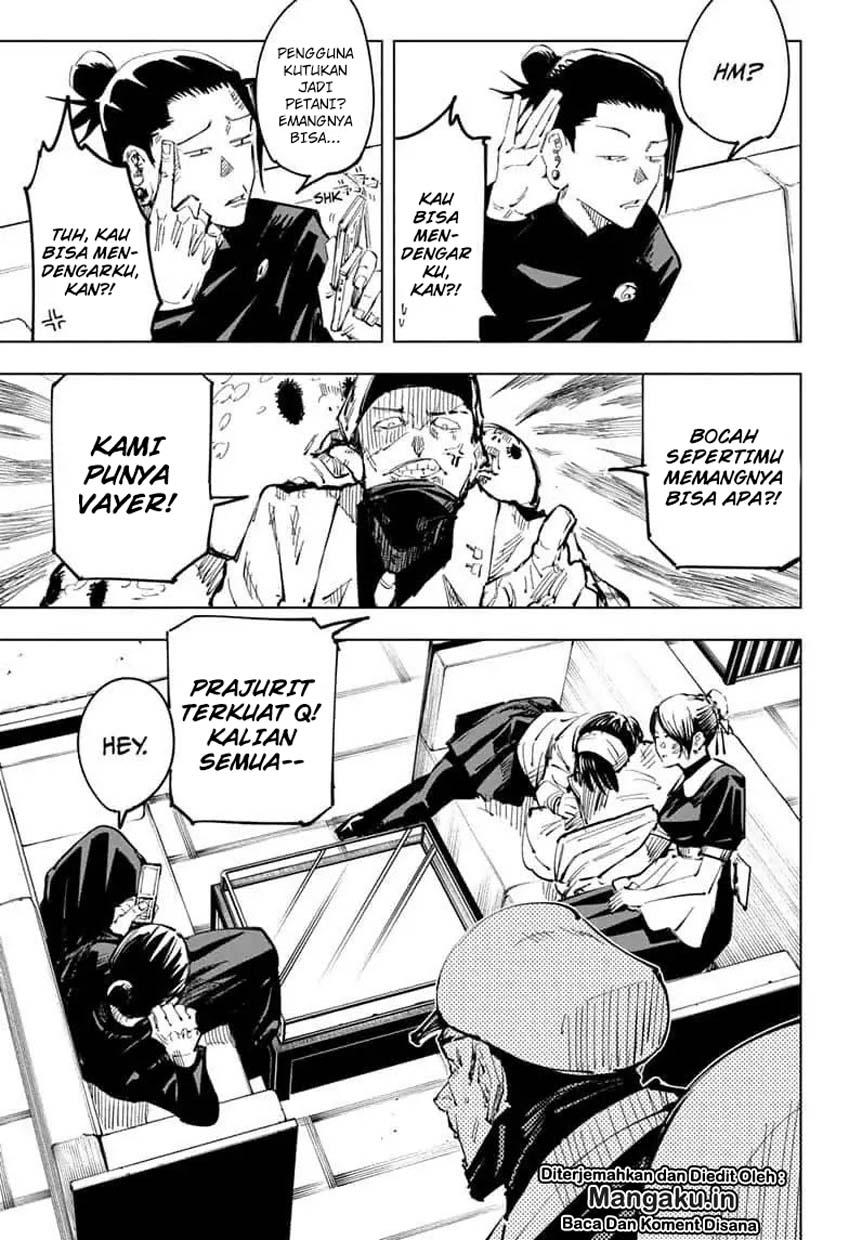 HM?
KAU
BISA
MEN-
DENGAR
KU,
KAN?!
PENGGUNA
KUTUKAN
JADI
PETANI?
EMANGNYA
BISA...
SHK
TUH, KAU
BISA MEN-
DENGARKU,
KAN?!
BOCAH
SEPERTIMU
MEMANGNYA
BISA APA?!
KAMI
PUNYA
VAYER!
PRAJURIT
TERKUAT Q!
KALIAN
SEMUA--
HEY.
Diterjemahkan dan Diedit Oleh :
Mangaku.in
Baca Dan Koment Disana